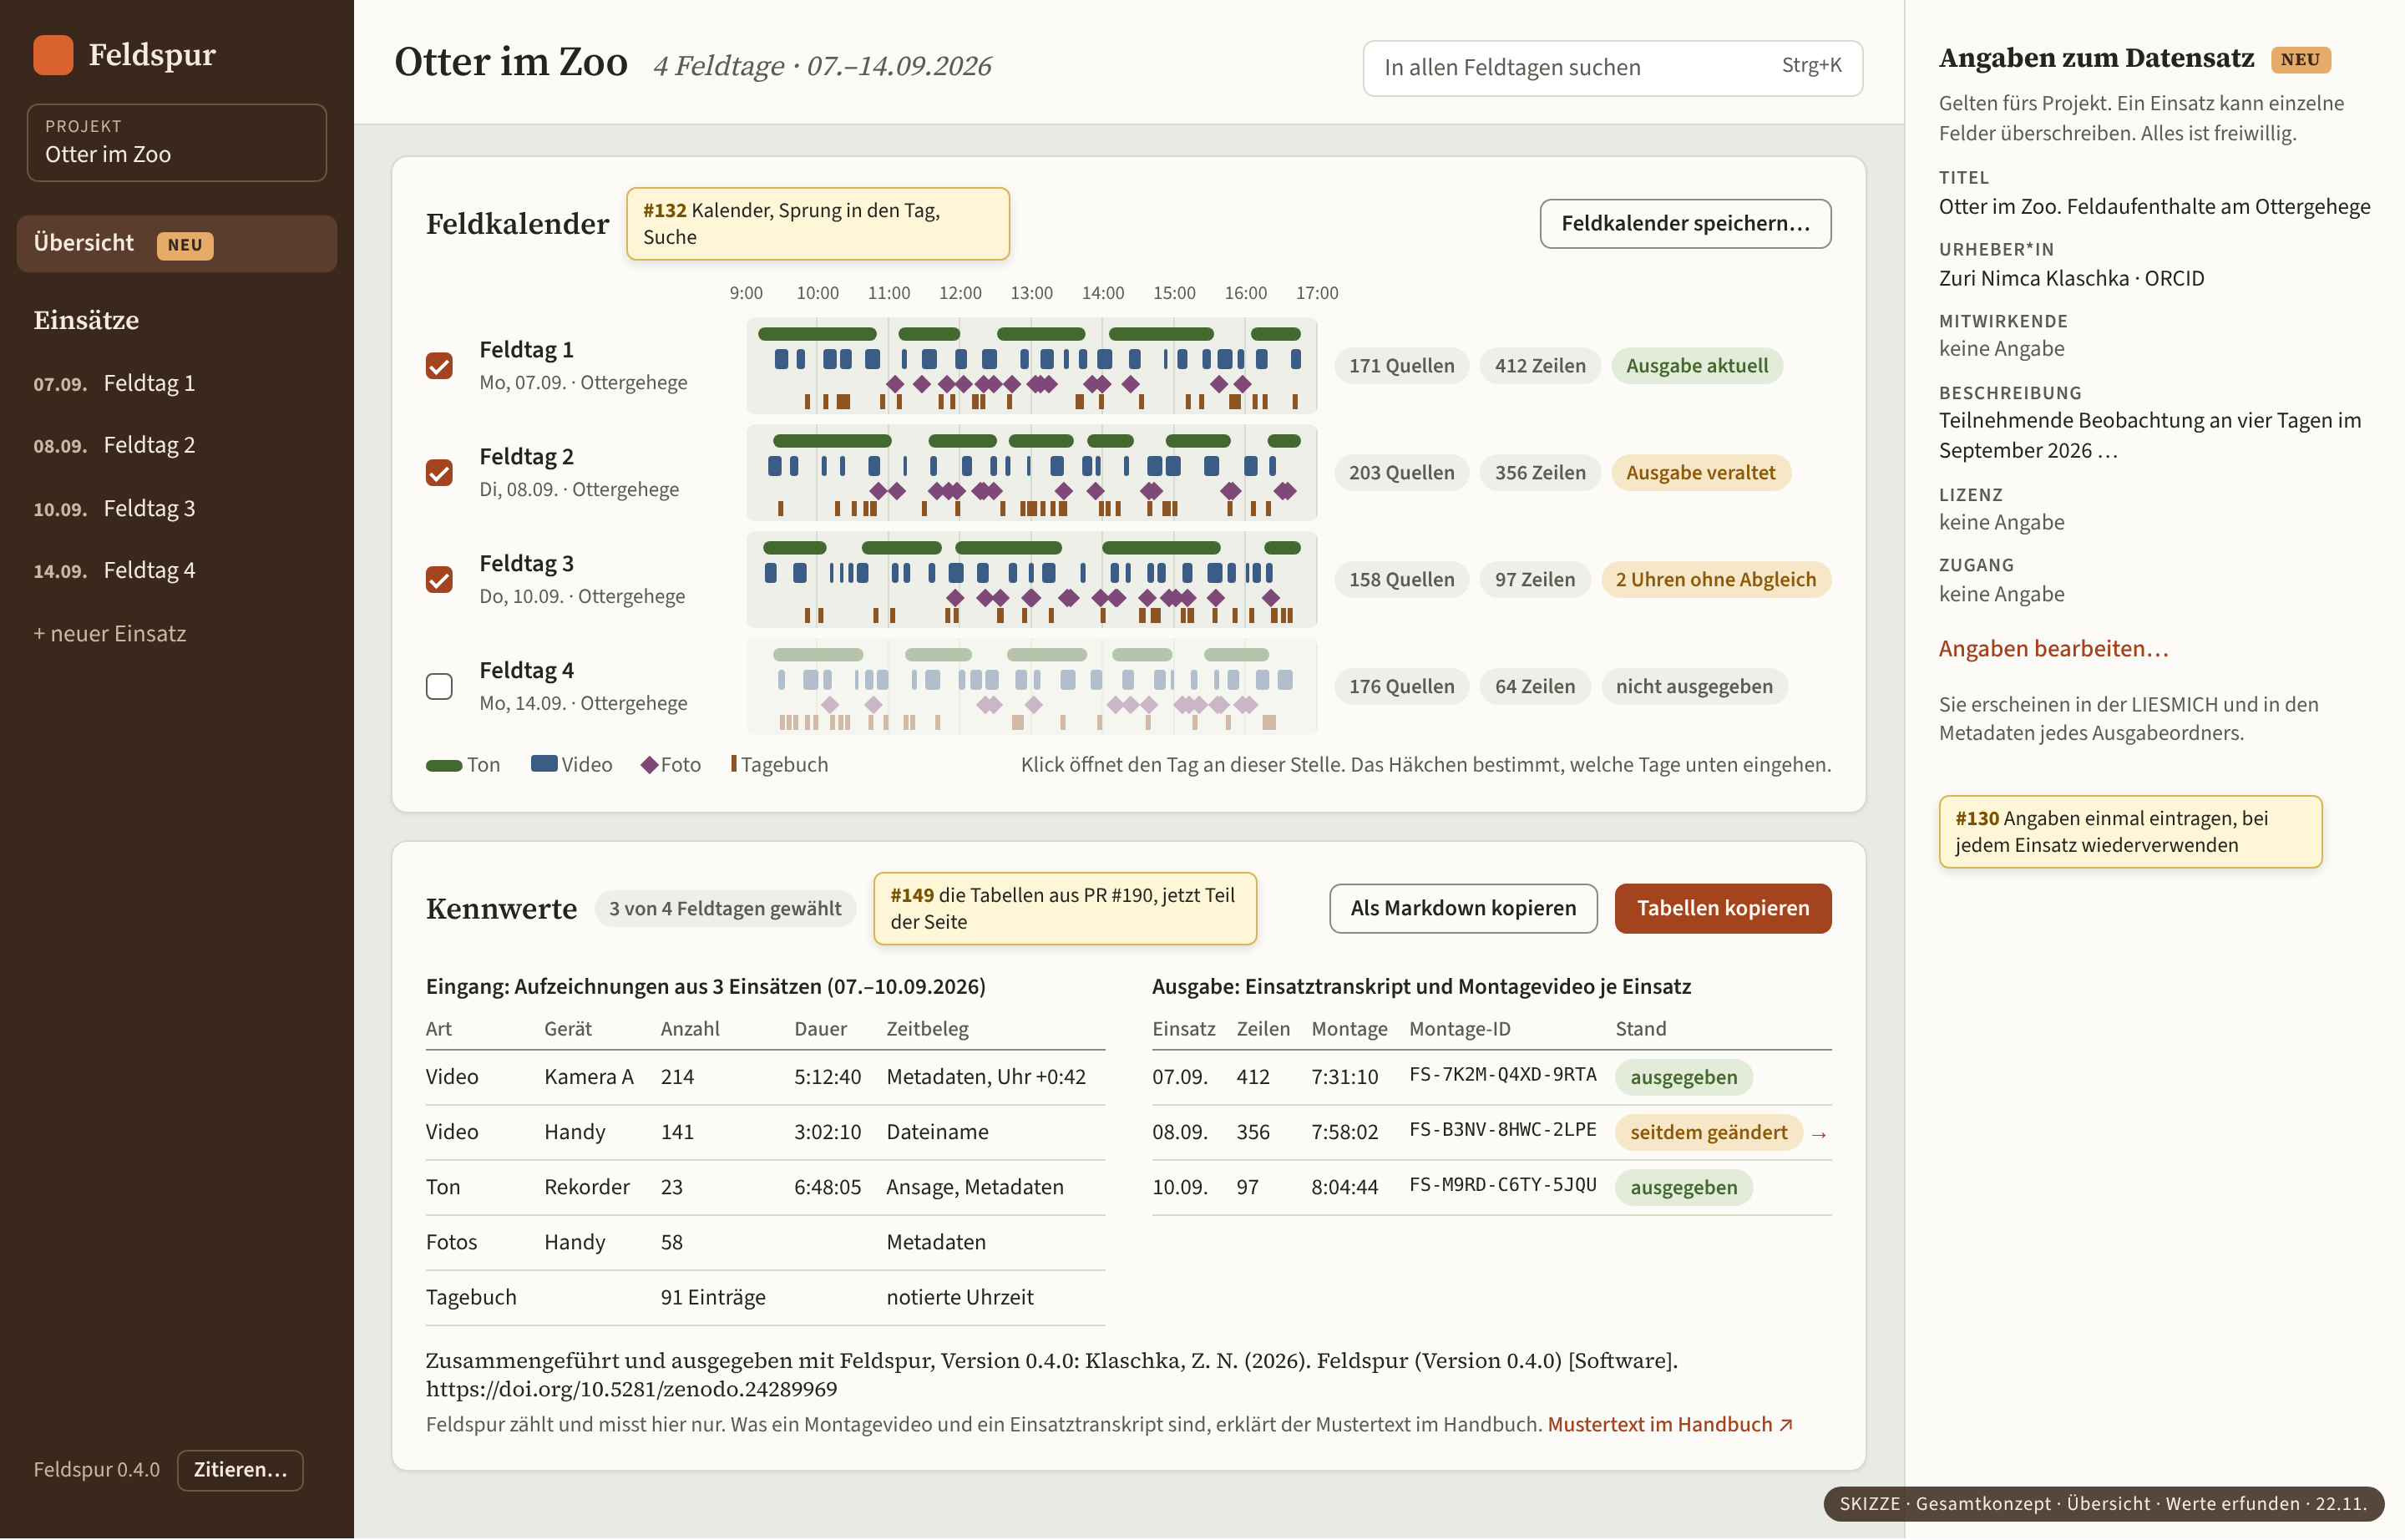 Feldspur
PROJEKT
Otter im Zoo
Übersicht NEU
Einsätze
07.09. Feldtag 1
08.09. Feldtag 2
10.09. Feldtag 3
14.09. Feldtag 4
+ neuer Einsatz
Feldspur 0.4.0 Zitieren…
Otter im Zoo 4 Feldtage · 07.–14.09.2026
In allen Feldtagen suchen Strg+K
Feldkalender
#132 Kalender, Sprung in den Tag,
Suche
Feldkalender speichern…
9:00 10:00 11:00 12:00 13:00 14:00 15:00 16:00 17:00
Feldtag 1
Mo, 07.09. · Ottergehege
171 Quellen 412 Zeilen Ausgabe aktuell
Feldtag 2
Di, 08.09. · Ottergehege
203 Quellen 356 Zeilen Ausgabe veraltet
Feldtag 3
Do, 10.09. · Ottergehege
158 Quellen 97 Zeilen 2 Uhren ohne Abgleich
Feldtag 4
Mo, 14.09. · Ottergehege
176 Quellen 64 Zeilen nicht ausgegeben
Ton Video Foto Tagebuch
Klick öffnet den Tag an dieser Stelle. Das Häkchen bestimmt, welche Tage unten eingehen.
Kennwerte 3 von 4 Feldtagen gewählt
#149 die Tabellen aus PR #190, jetzt Teil
der Seite
Als Markdown kopieren Tabellen kopieren
Eingang: Aufzeichnungen aus 3 Einsätzen (07.–10.09.2026)
Art Gerät Anzahl Dauer Zeitbeleg
Video Kamera A 214 5:12:40 Metadaten, Uhr +0:42
Video Handy 141 3:02:10 Dateiname
Ton Rekorder 23 6:48:05 Ansage, Metadaten
Fotos Handy 58 Metadaten
Tagebuch 91 Einträge notierte Uhrzeit
Ausgabe: Einsatztranskript und Montagevideo je Einsatz
Einsatz Zeilen Montage Montage-ID Stand
07.09. 412 7:31:10 FS-7K2M-Q4XD-9RTA ausgegeben
08.09. 356 7:58:02 FS-B3NV-8HWC-2LPE seitdem geändert →
10.09. 97 8:04:44 FS-M9RD-C6TY-5JQU ausgegeben
Zusammengeführt und ausgegeben mit Feldspur, Version 0.4.0: Klaschka, Z. N. (2026). Feldspur (Version 0.4.0) [Software].
https://doi.org/10.5281/zenodo.24289969
Feldspur zählt und misst hier nur. Was ein Montagevideo und ein Einsatztranskript sind, erklärt der Mustertext im Handbuch. Mustertext im Handbuch ↗
Angaben zum Datensatz NEU
Gelten fürs Projekt. Ein Einsatz kann einzelne
Felder überschreiben. Alles ist freiwillig.
TITEL
Otter im Zoo. Feldaufenthalte am Ottergehege
URHEBER*IN
Zuri Nimca Klaschka · ORCID
MITWIRKENDE
keine Angabe
BESCHREIBUNG
Teilnehmende Beobachtung an vier Tagen im
September 2026 …
LIZENZ
keine Angabe
ZUGANG
keine Angabe
Angaben bearbeiten…
Sie erscheinen in der LIESMICH und in den
Metadaten jedes Ausgabeordners.
#130 Angaben einmal eintragen, bei
jedem Einsatz wiederverwenden
SKIZZE · Gesamtkonzept · Übersicht · Werte erfunden · 22.11.